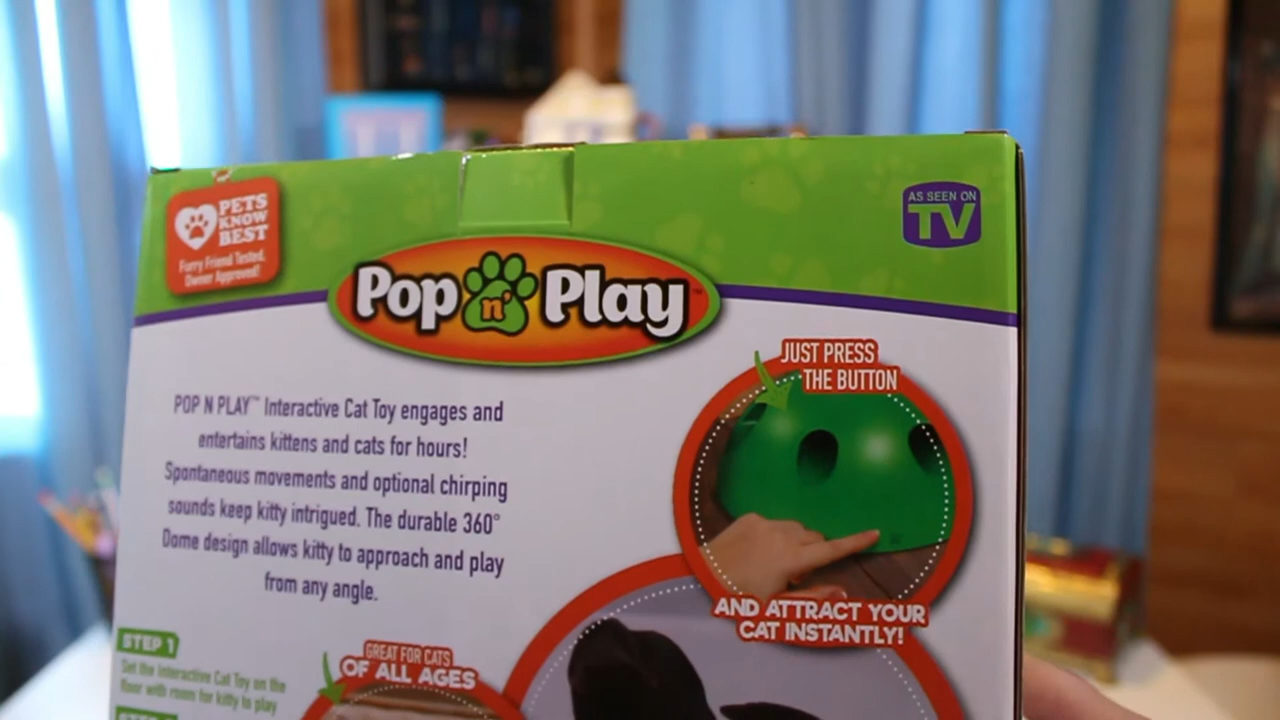 PETS
KNOW
BEST
Furry Friend Tested,
Owner Approved!
AS SEEN ON
TV
Pop n' Play™
JUST PRESS
THE BUTTON
POP N PLAY™ Interactive Cat Toy engages and
entertains kittens and cats for hours!
Spontaneous movements and optional chirping
sounds keep kitty intrigued. The durable 360°
Dome design allows kitty to approach and play
from any angle.
AND ATTRACT YOUR
CAT INSTANTLY!
STEP 1
Set the Interactive Cat Toy on the
floor with room for kitty to play
GREAT FOR CATS
OF ALL AGES